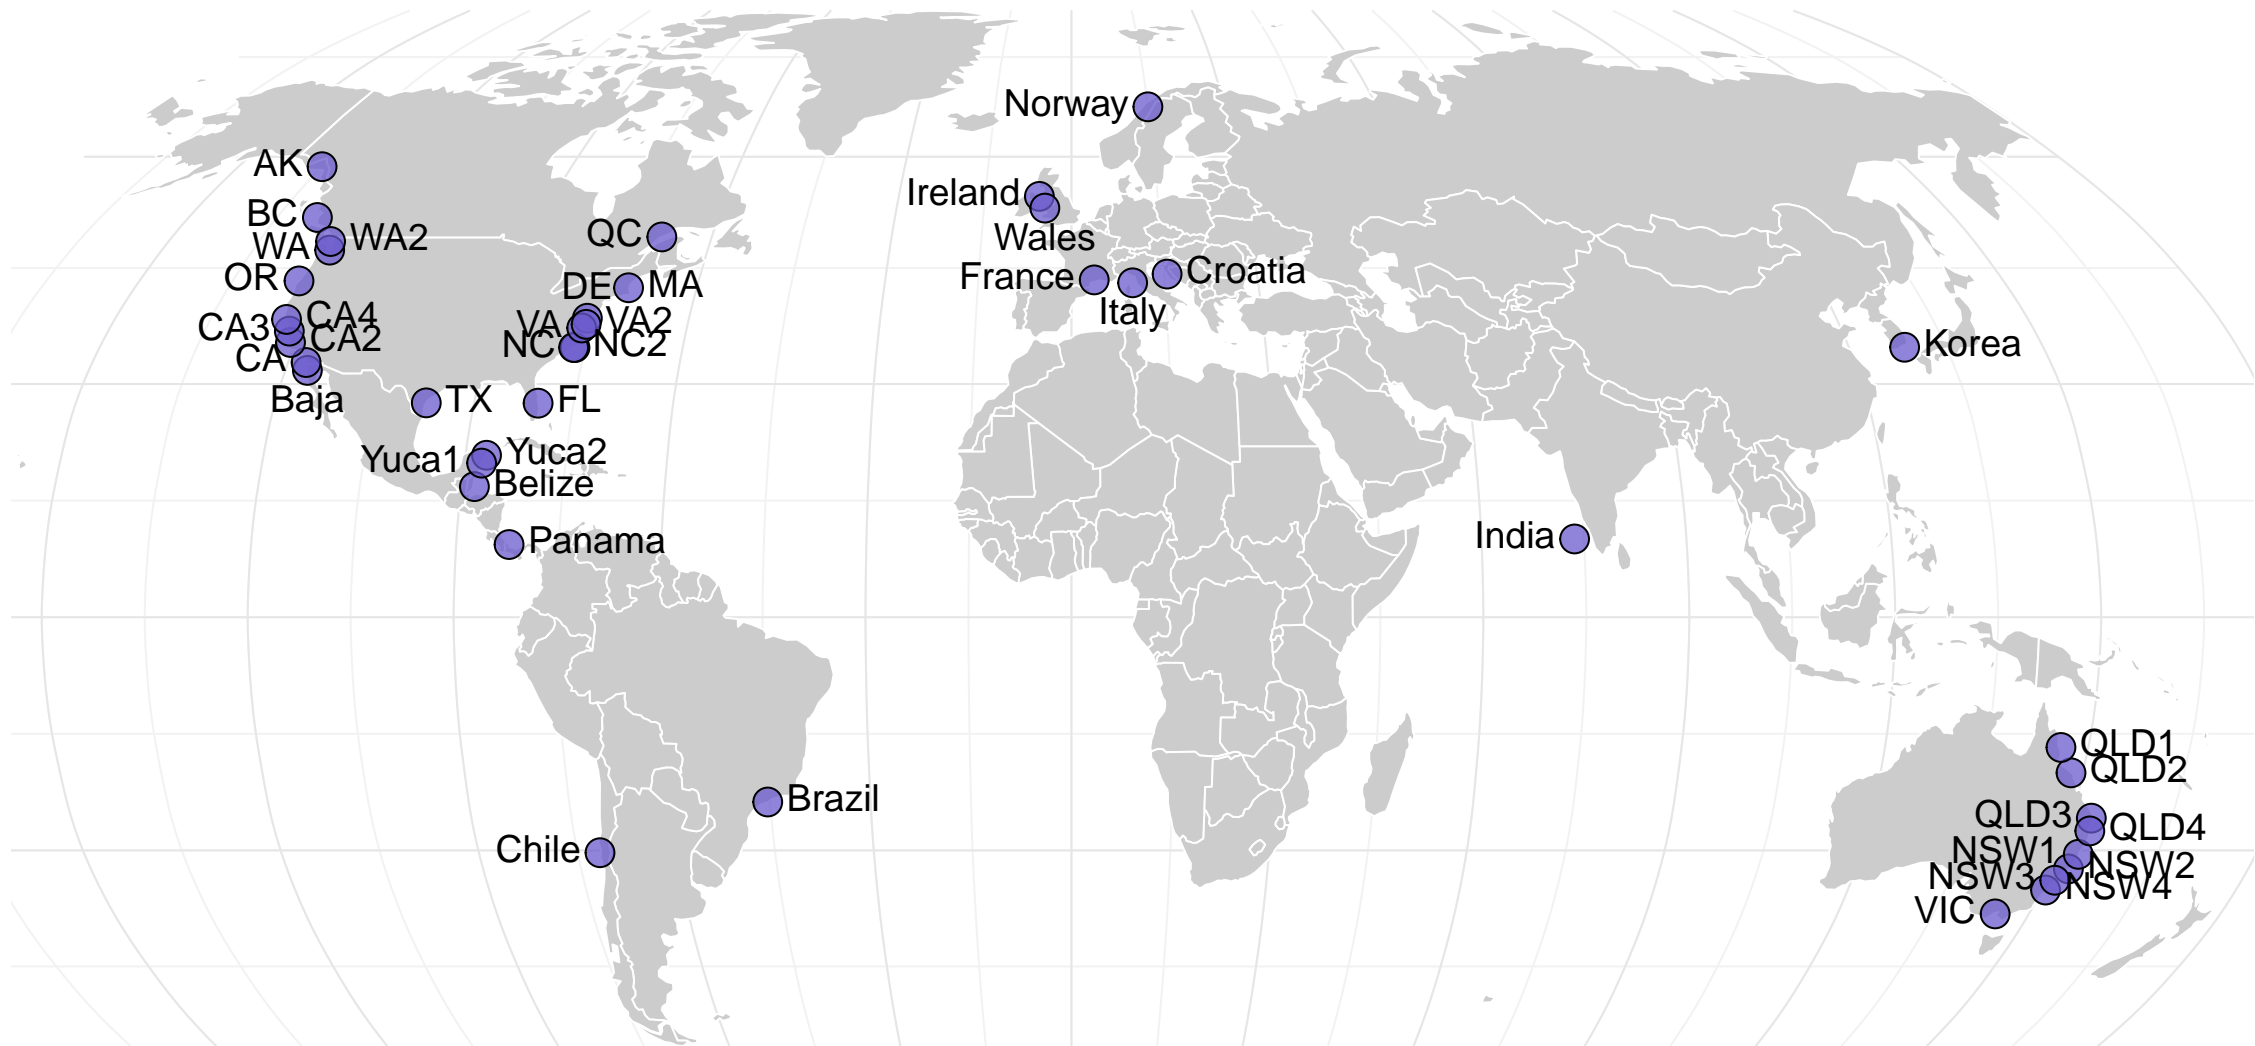 Norway
AK
Ireland
BC
WA
WA2
QC
Wales
OR
DE
MA
France
Croatia
Italy
CA3
CA4
CA2
CA
VA
VA2
NC
NC2
Korea
Baja
TX
FL
Yuca1
Yuca2
Belize
Panama
India
QLD1
QLD2
Brazil
QLD3
QLD4
Chile
NSW1
NSW2
NSW3
NSW4
VIC